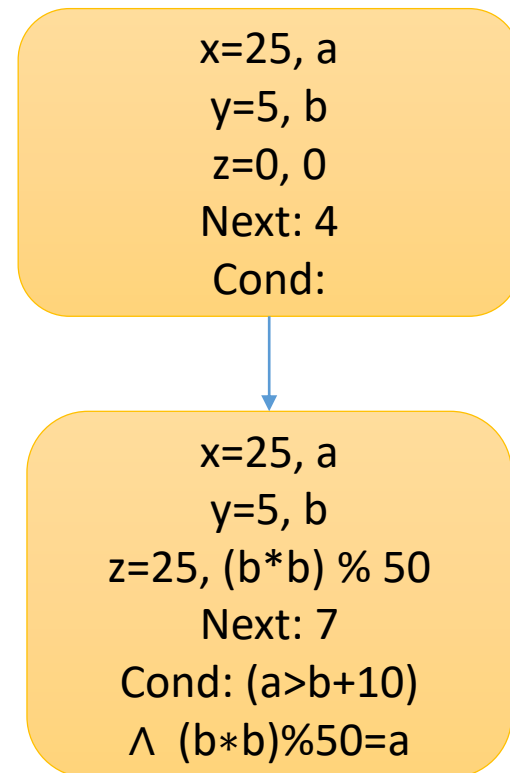 x=25, a
y=5, b
z=0, 0
Next: 4
Cond:
x=25, a
y=5, b
z=25, (b*b) % 50
Next: 7
Cond: (a>b+10)
∧ (b∗b)%50=a